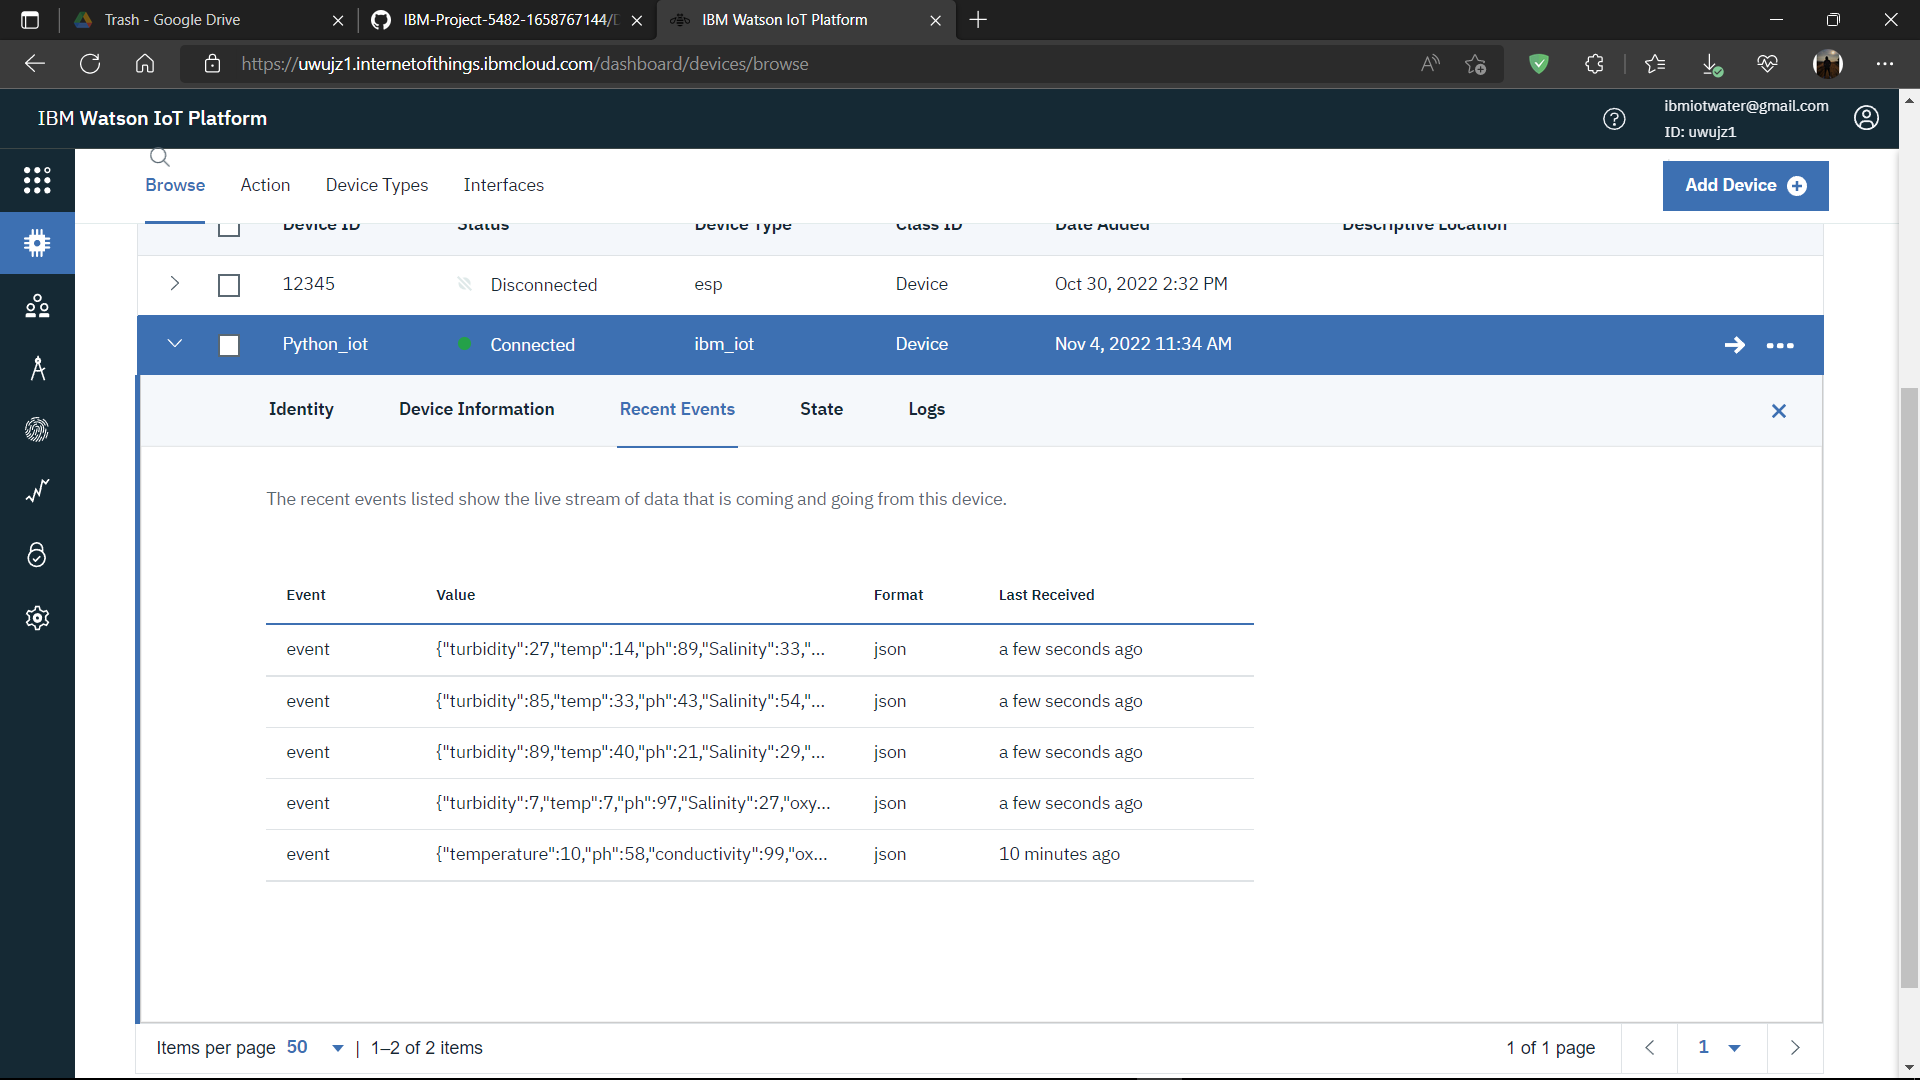 Trash - Google Drive
IBM-Project-5482-1658767144/D
IBM Watson IoT Platform
https://uwujz1.internetofthings.ibmcloud.com/dashboard/devices/browse
IBM Watson IoT Platform
ibmiotwater@gmail.com
ID: uwujz1
Browse Action Device Types Interfaces
Add Device
Device ID Status Device Type Class ID Date Added Descriptive Location
12345 Disconnected esp Device Oct 30, 2022 2:32 PM
Python_iot Connected ibm_iot Device Nov 4, 2022 11:34 AM
Identity Device Information Recent Events State Logs
The recent events listed show the live stream of data that is coming and going from this device.
Event Value Format Last Received
event {"turbidity":27,"temp":14,"ph":89,"Salinity":33,"... json a few seconds ago
event {"turbidity":85,"temp":33,"ph":43,"Salinity":54,"... json a few seconds ago
event {"turbidity":89,"temp":40,"ph":21,"Salinity":29,"... json a few seconds ago
event {"turbidity":7,"temp":7,"ph":97,"Salinity":27,"oxy... json a few seconds ago
event {"temperature":10,"ph":58,"conductivity":99,"ox... json 10 minutes ago
Items per page 50 | 1–2 of 2 items 1 of 1 page 1